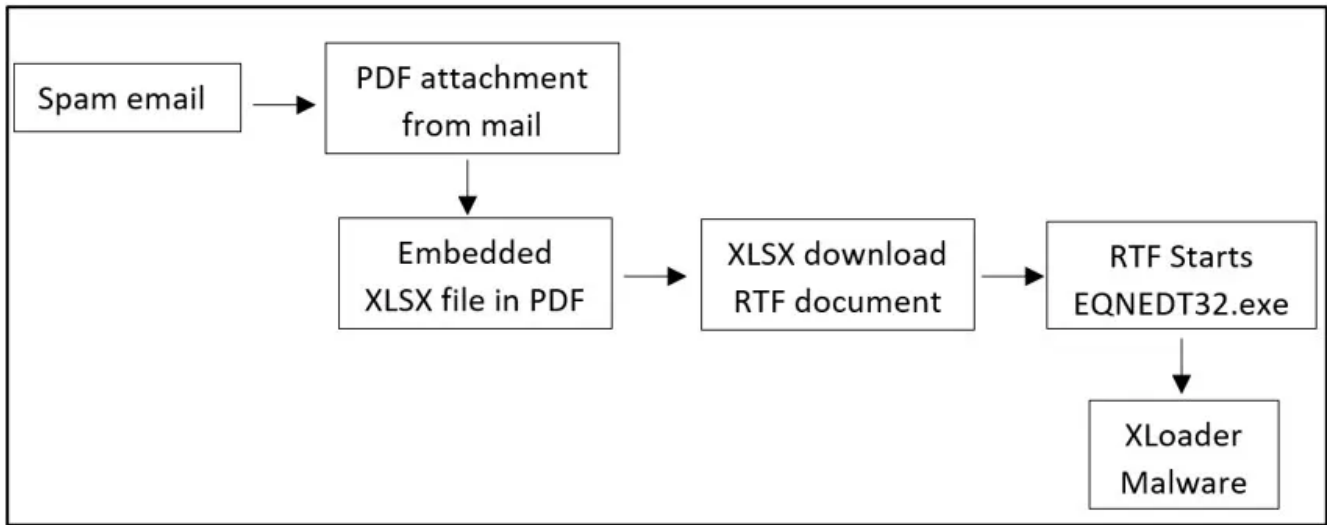 Spam email
PDF attachment
from mail
Embedded
XLSX file in PDF
XLSX download
RTF document
RTF Starts
EQNEDT32.exe
XLoader
Malware